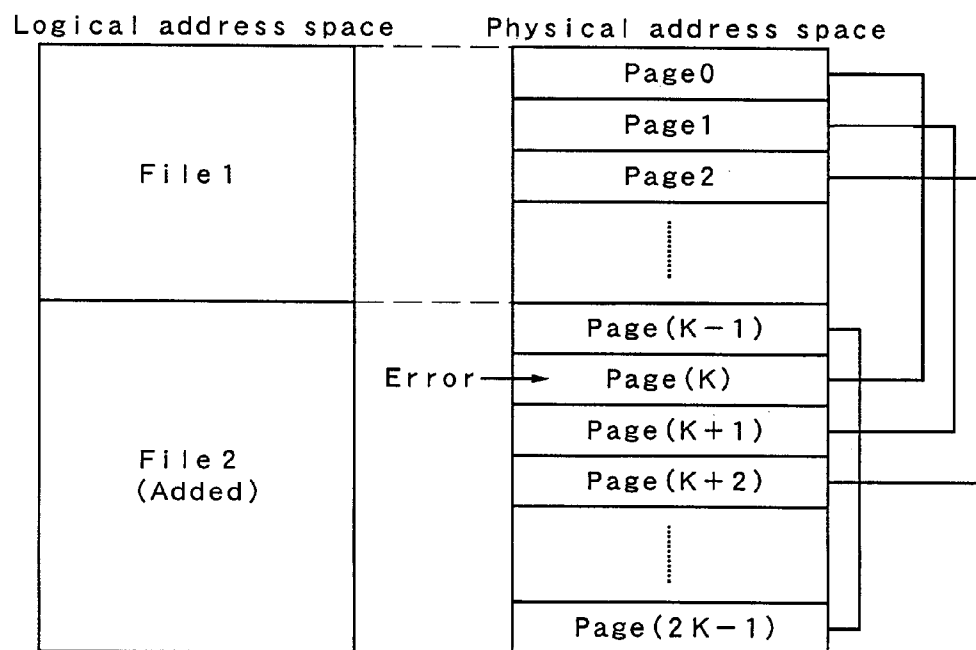 Logical address space
Physical address space
Page0
Page1
File1
Page2
Page(K-1)
Error
Page(K)
Page(K+1)
File2
(Added)
Page(K+2)
Page(2K-1)